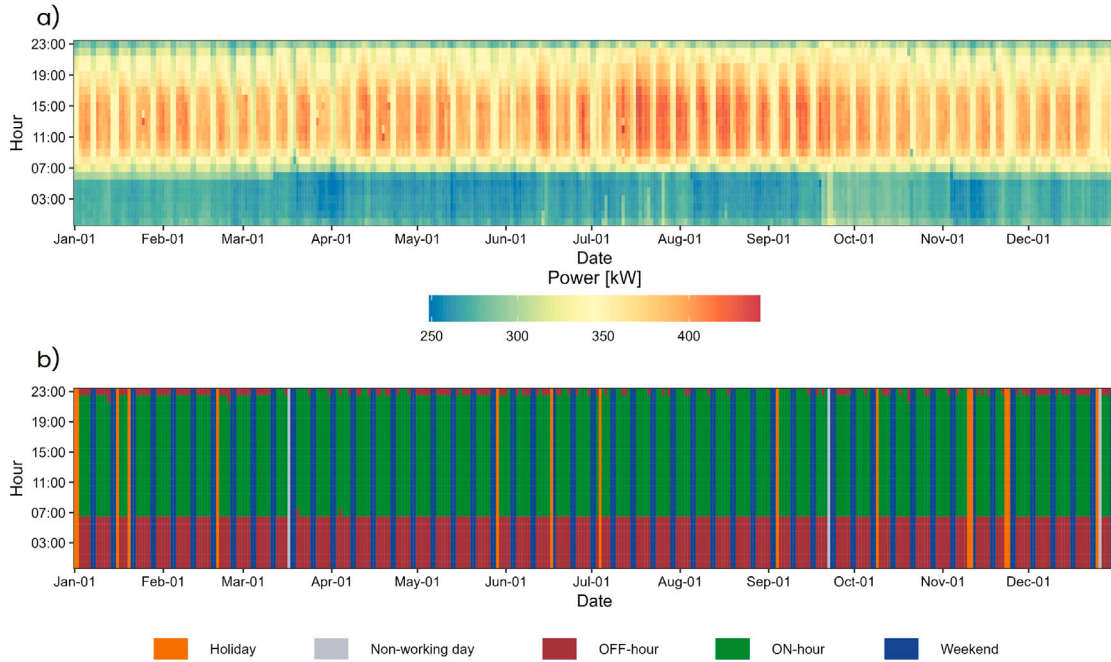 a)
23:00
19:00
15:00
11:00
07:00
03:00
Hour
Jan-01 Feb-01 Mar-01 Apr-01 May-01 Jun-01 Jul-01 Aug-01 Sep-01 Oct-01 Nov-01 Dec-01
Date
Power [kW]
250 300 350 400
b)
23:00
19:00
15:00
11:00
07:00
03:00
Hour
Jan-01 Feb-01 Mar-01 Apr-01 May-01 Jun-01 Jul-01 Aug-01 Sep-01 Oct-01 Nov-01 Dec-01
Date
Holiday Non-working day OFF-hour ON-hour Weekend